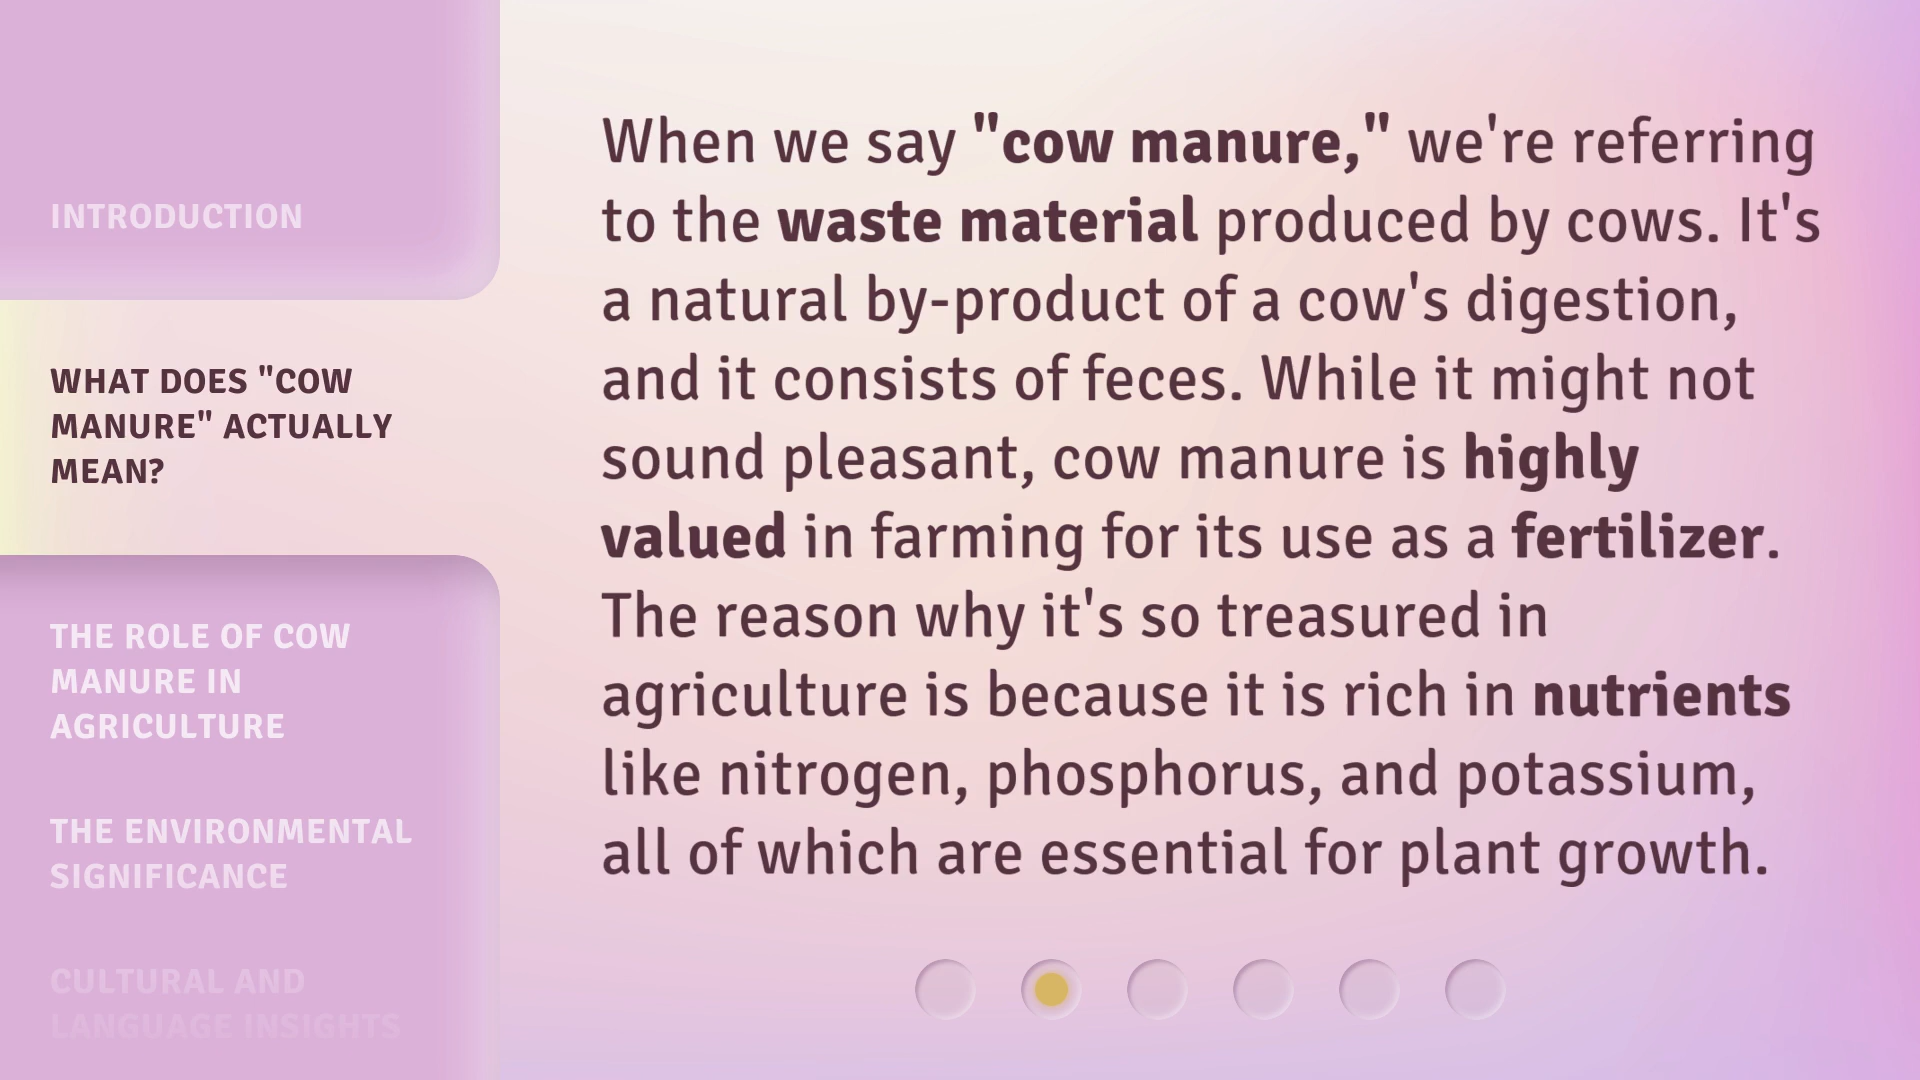 INTRODUCTION
WHAT DOES "COW
MANURE" ACTUALLY
MEAN?
THE ROLE OF COW
MANURE IN
AGRICULTURE
THE ENVIRONMENTAL
SIGNIFICANCE
CULTURAL AND
LANGUAGE INSIGHTS
When we say "cow manure," we're referring
to the waste material produced by cows. It's
a natural by-product of a cow's digestion,
and it consists of feces. While it might not
sound pleasant, cow manure is highly
valued in farming for its use as a fertilizer.
The reason why it's so treasured in
agriculture is because it is rich in nutrients
like nitrogen, phosphorus, and potassium,
all of which are essential for plant growth.